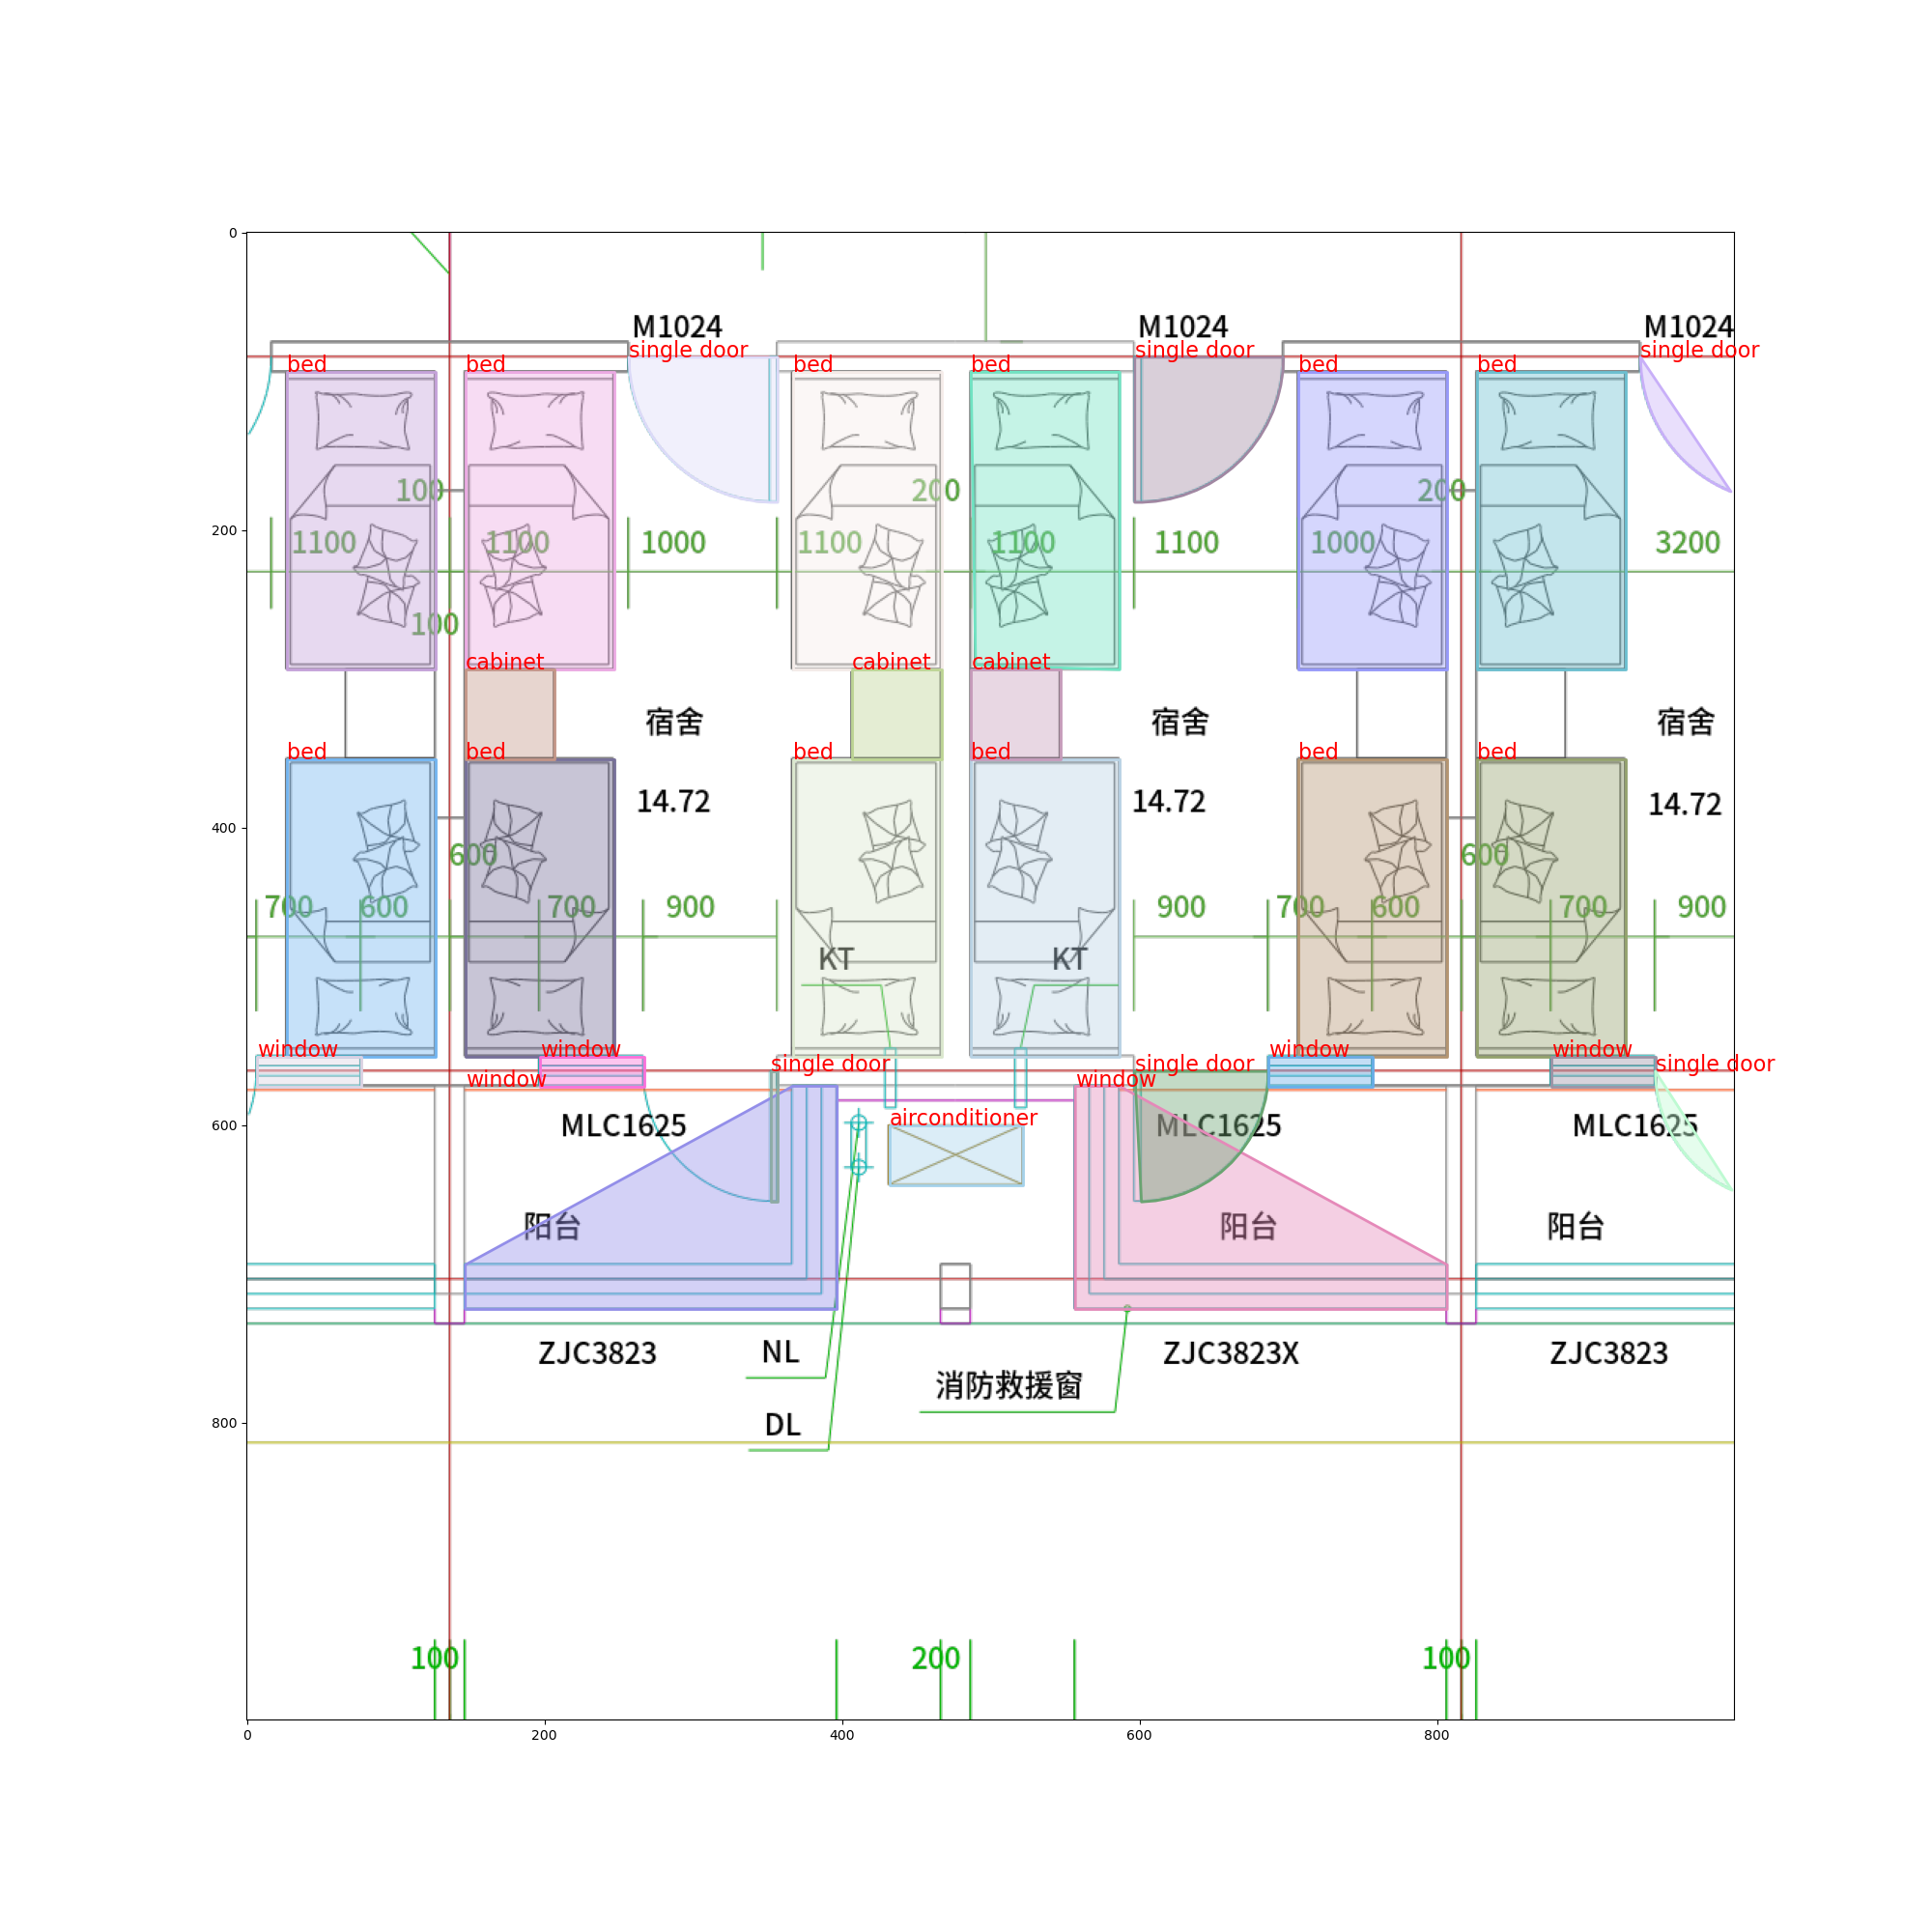 0
M1024 M1024 M1024
single door single door single door
bed bed bed bed bed bed
100 200 200
200
1100 1100 1000 1100 1100 1100 1000 3200
100
cabinet cabinet cabinet
宿舍 宿舍 宿舍
bed bed bed bed bed bed
14.72 14.72 14.72
400
600 600
700 600 700 900 900 700 600 700 900
KT KT
window window single door single door window window single door
window window
airconditioner
600
MLC1625 MLC1625 MLC1625
阳台 阳台 阳台
ZJC3823 NL ZJC3823X ZJC3823
消防救援窗
800
DL
100 200 100
0 200 400 600 800